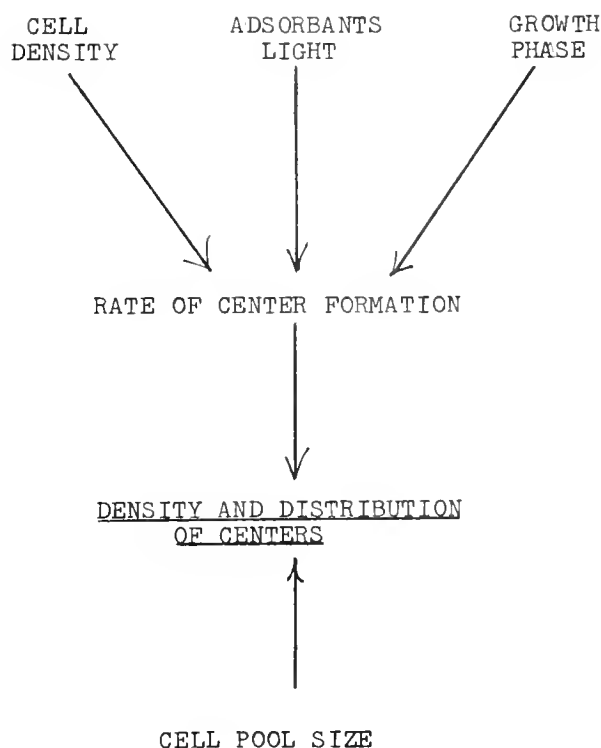 CELL
DENSITY
ADSORBANTS
LIGHT
GROWTH
PHASE
RATE OF CENTER FORMATION
DENSITY AND DISTRIBUTION
OF CENTERS
CELL POOL SIZE